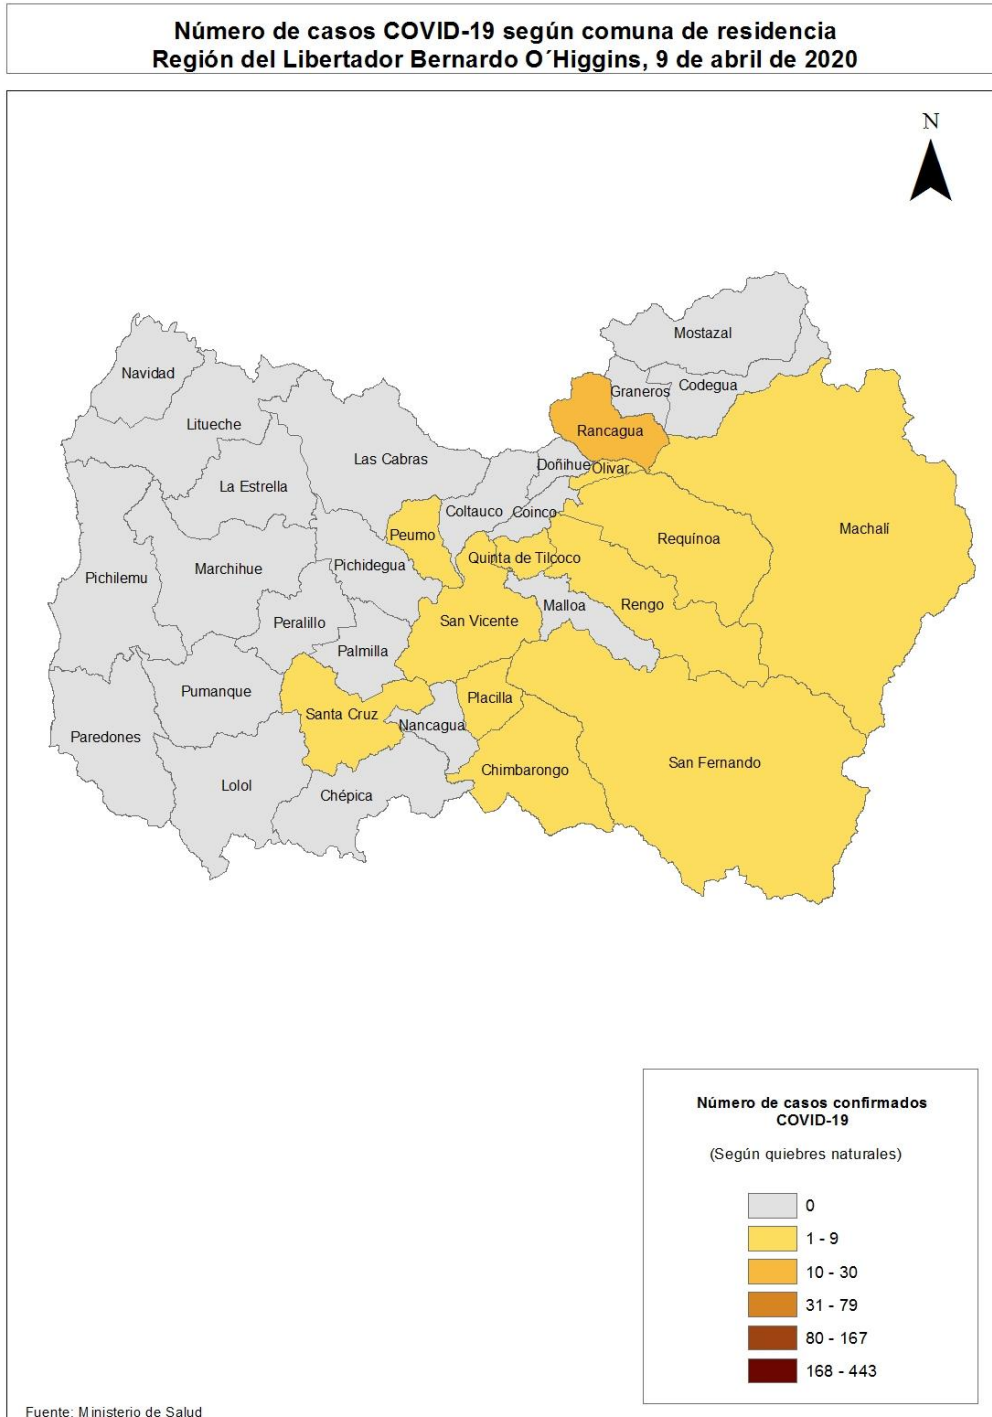 Número de casos COVID-19 según comuna de residencia
Región del Libertador Bernardo O´Higgins, 9 de abril de 2020
N
Mostazal
Navidad
Graneros
Codegua
Litueche
Rancagua
Las Cabras
Doñihue
Olivar
La Estrella
Coltauco
Coinco
Peumo
Requínoa
Machalí
Quinta de Tilcoco
Pichidegua
Marchihue
Pichilemu
Malloa
Rengo
Peralillo
San Vicente
Palmilla
Pumanque
Placilla
Santa Cruz
Nancagua
Paredones
San Fernando
Chimbarongo
Lolol
Chépica
Número de casos confirmados
COVID-19
(Según quiebres naturales)
0
1 - 9
10 - 30
31 - 79
80 - 167
168 - 443
Fuente: Ministerio de Salud